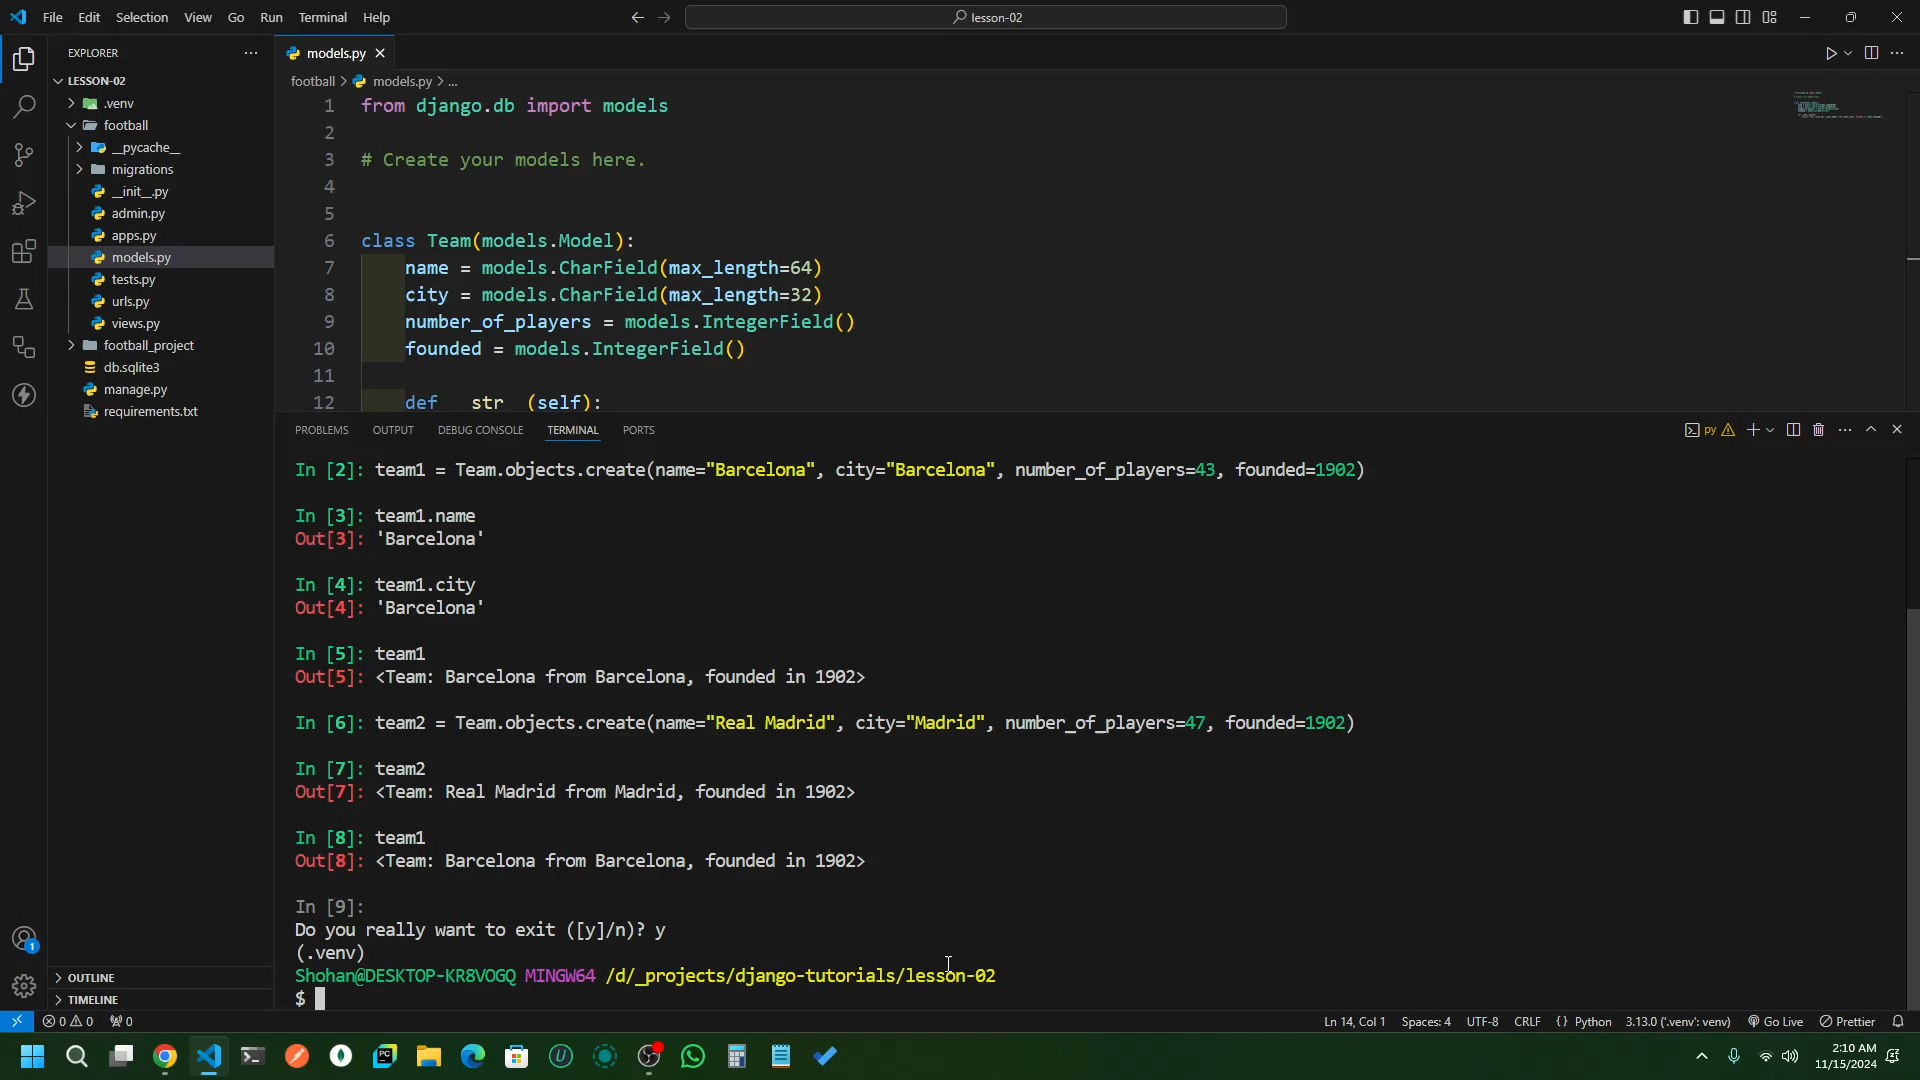 File Edit Selection View Go Run Terminal Help
lesson-02
EXPLORER
LESSON-02
.venv
football
__pycache__
migrations
__init__.py
admin.py
apps.py
models.py
tests.py
urls.py
views.py
football_project
db.sqlite3
manage.py
requirements.txt
OUTLINE
TIMELINE
models.py
football > models.py > ...
1 from django.db import models
2
3 # Create your models here.
4
5
6 class Team(models.Model):
7 name = models.CharField(max_length=64)
8 city = models.CharField(max_length=32)
9 number_of_players = models.IntegerField()
10 founded = models.IntegerField()
11
12 def __str__(self):
PROBLEMS OUTPUT DEBUG CONSOLE TERMINAL PORTS
py
In [2]: team1 = Team.objects.create(name="Barcelona", city="Barcelona", number_of_players=43, founded=1902)
In [3]: team1.name
Out[3]: 'Barcelona'
In [4]: team1.city
Out[4]: 'Barcelona'
In [5]: team1
Out[5]: <Team: Barcelona from Barcelona, founded in 1902>
In [6]: team2 = Team.objects.create(name="Real Madrid", city="Madrid", number_of_players=47, founded=1902)
In [7]: team2
Out[7]: <Team: Real Madrid from Madrid, founded in 1902>
In [8]: team1
Out[8]: <Team: Barcelona from Barcelona, founded in 1902>
In [9]:
Do you really want to exit ([y]/n)? y
(.venv)
Shohan@DESKTOP-KR8VOGQ MINGW64 /d/_projects/django-tutorials/lesson-02
$
1
0 0 0
Ln 14, Col 1 Spaces: 4 UTF-8 CRLF {} Python 3.13.0 ('.venv': venv) Go Live Prettier
PC
2:10 AM
11/15/2024